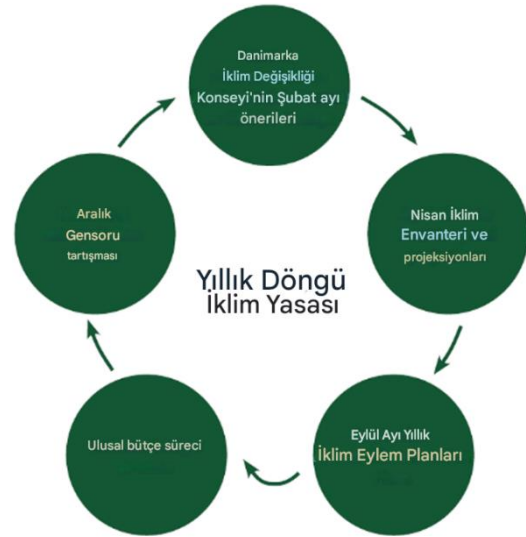 Danimarka
İklim Değişikliği
Konseyi'nin Şubat ayı
önerileri
Nisan İklim
Envanteri ve
projeksiyonları
Eylül Ayı Yıllık
İklim Eylem Planları
Ulusal bütçe süreci
Aralık
Gensoru
tartışması
Yıllık Döngü
İklim Yasası